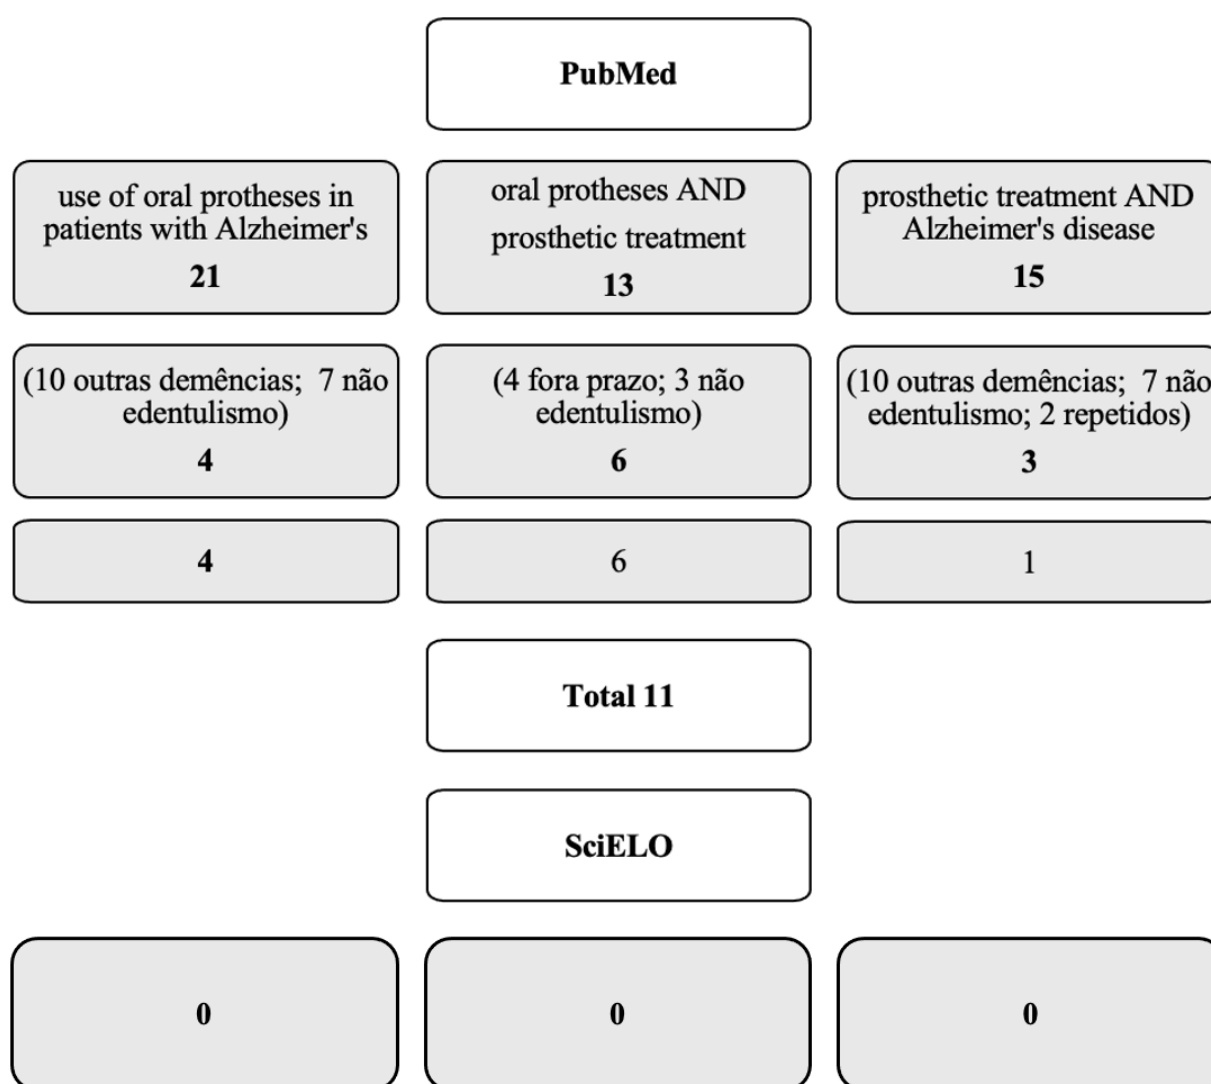 PubMed
use of oral protheses in
patients with Alzheimer's
21
oral protheses AND
prosthetic treatment
13
prosthetic treatment AND
Alzheimer's disease
15
(10 outras demências; 7 não
edentulismo)
4
(4 fora prazo; 3 não
edentulismo)
6
(10 outras demências; 7 não
edentulismo; 2 repetidos)
3
4
6
1
Total 11
SciELO
0
0
0